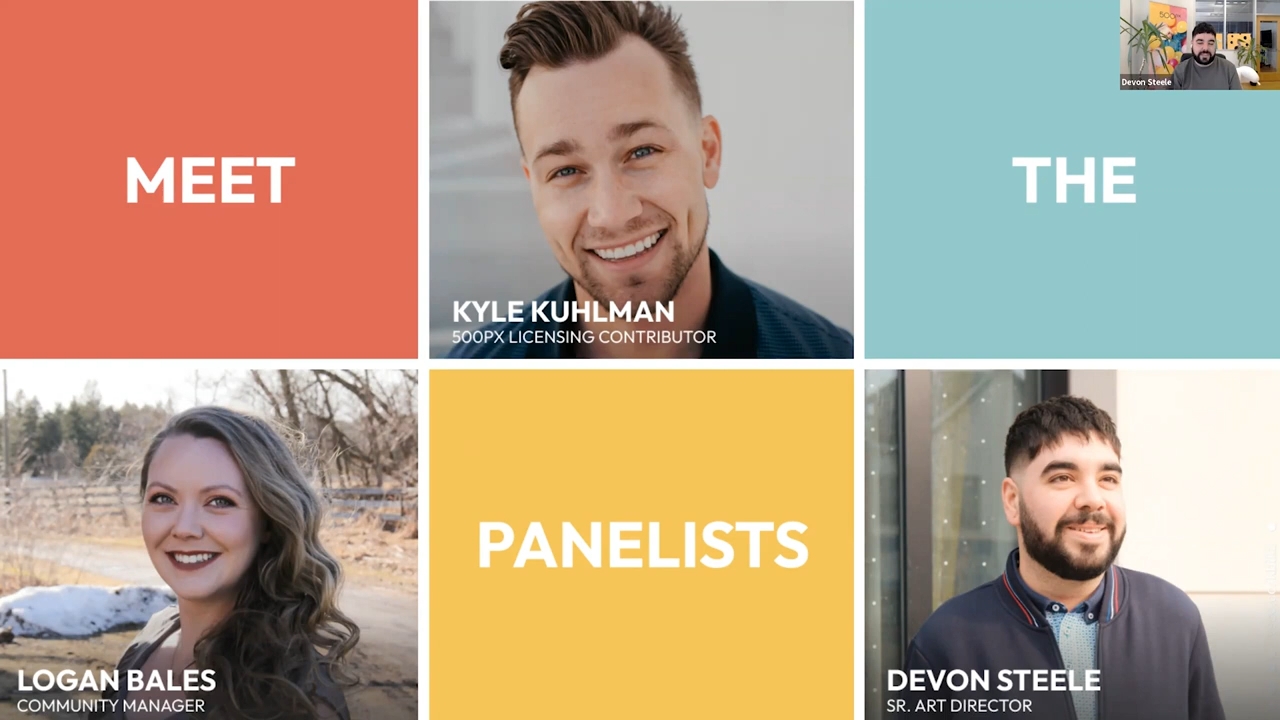 MEET
KYLE KUHLMAN
500PX LICENSING CONTRIBUTOR
THE
500
Devon Steele
LOGAN BALES
COMMUNITY MANAGER
PANELISTS
DEVON STEELE
SR. ART DIRECTOR